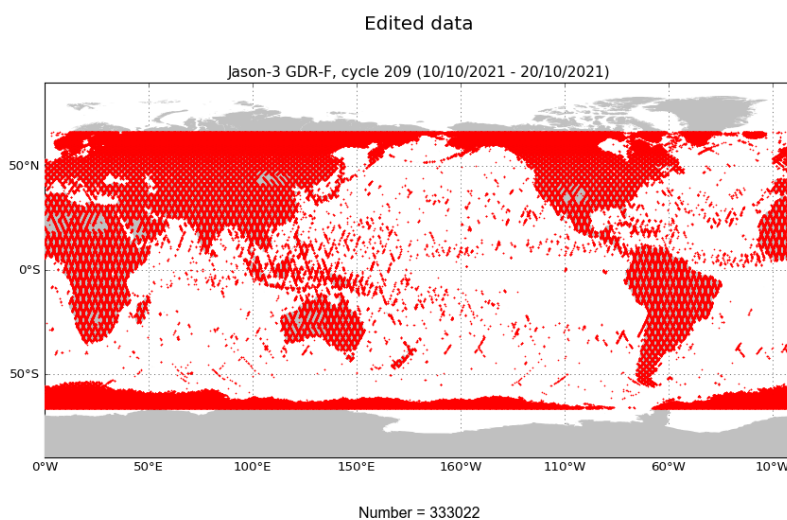 Edited data
Jason-3 GDR-F, cycle 209 (10/10/2021 - 20/10/2021)
50°N
0°S
50°S
0°W 50°E 100°E 150°E 160°W 110°W 60°W 10°W
Number = 333022